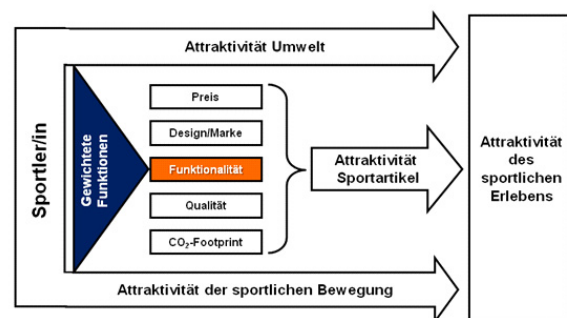 Attraktivität Umwelt
Sportler/in
Gewichtete
Funktionen
Preis
Design/Marke
Funktionalität
Qualität
CO₂-Footprint
Attraktivität
Sportartikel
Attraktivität
des
sportlichen
Erlebens
Attraktivität der sportlichen Bewegung